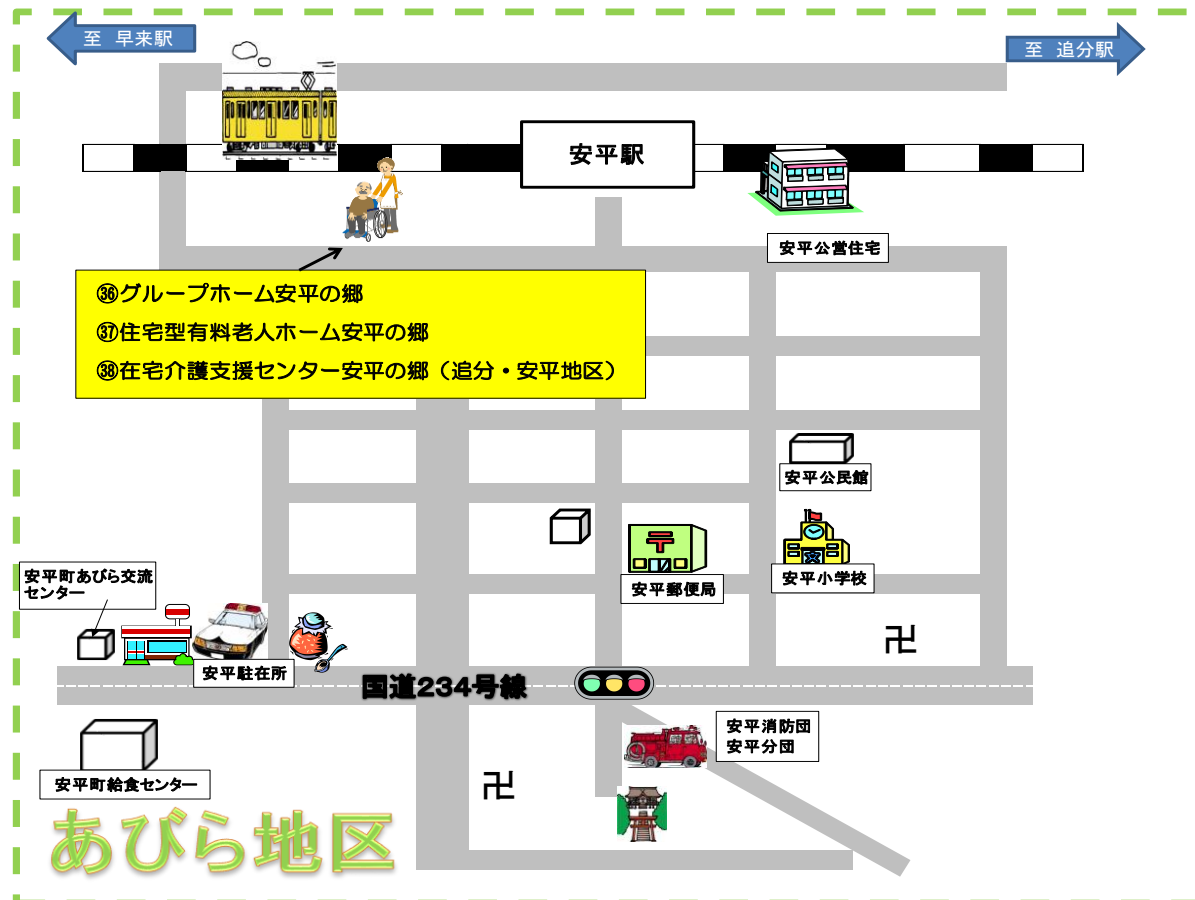 至 早来駅
至 追分駅
安平駅
安平公営住宅
㊱グループホーム安平の郷
㊲住宅型有料老人ホーム安平の郷
㊳在宅介護支援センター安平の郷（追分・安平地区）
安平公民館
安平小学校
安平郵便局
安平町あびら交流
センター
安平駐在所
国道234号線
安平消防団
安平分団
安平町給食センター
あびら地区